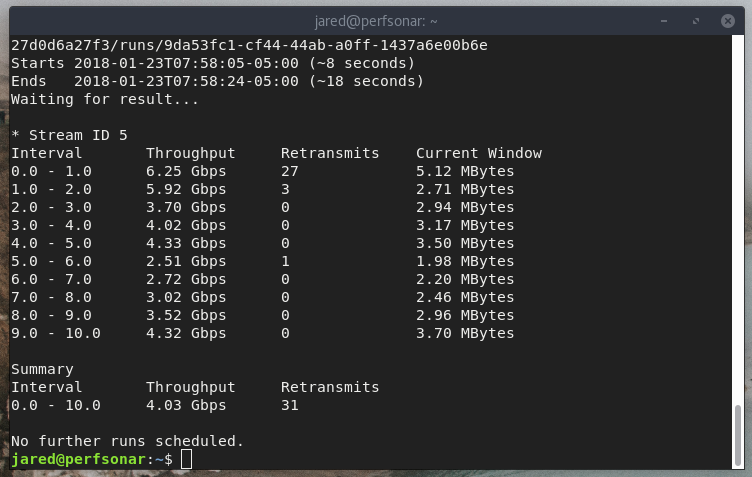 jared@perfsonar: ~
27d0d6a27f3/runs/9da53fc1-cf44-44ab-a0ff-1437a6e00b6e
Starts 2018-01-23T07:58:05-05:00 (~8 seconds)
Ends   2018-01-23T07:58:24-05:00 (~18 seconds)
Waiting for result...
* Stream ID 5
Interval       Throughput     Retransmits    Current Window
0.0 - 1.0      6.25 Gbps      27             5.12 MBytes
1.0 - 2.0      5.92 Gbps      3              2.71 MBytes
2.0 - 3.0      3.70 Gbps      0              2.94 MBytes
3.0 - 4.0      4.02 Gbps      0              3.17 MBytes
4.0 - 5.0      4.33 Gbps      0              3.50 MBytes
5.0 - 6.0      2.51 Gbps      1              1.98 MBytes
6.0 - 7.0      2.72 Gbps      0              2.20 MBytes
7.0 - 8.0      3.02 Gbps      0              2.46 MBytes
8.0 - 9.0      3.52 Gbps      0              2.96 MBytes
9.0 - 10.0     4.32 Gbps      0              3.70 MBytes
Summary
Interval       Throughput     Retransmits
0.0 - 10.0     4.03 Gbps      31
No further runs scheduled.
jared@perfsonar:~$